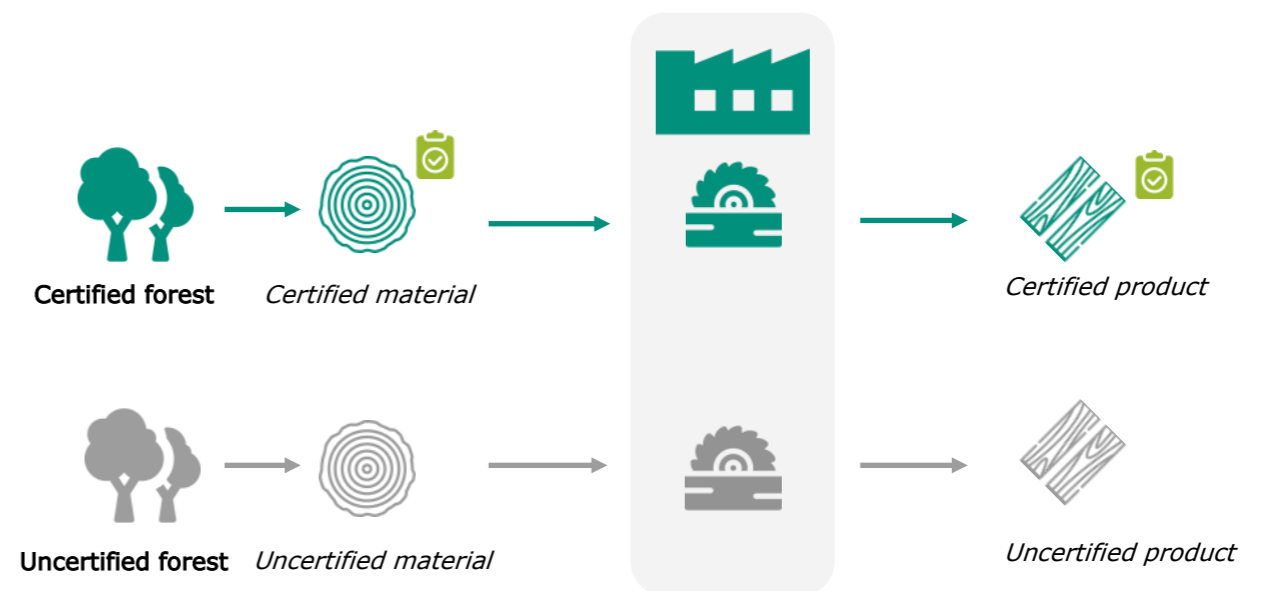 Certified forest
Certified material
Certified product
Uncertified forest
Uncertified material
Uncertified product